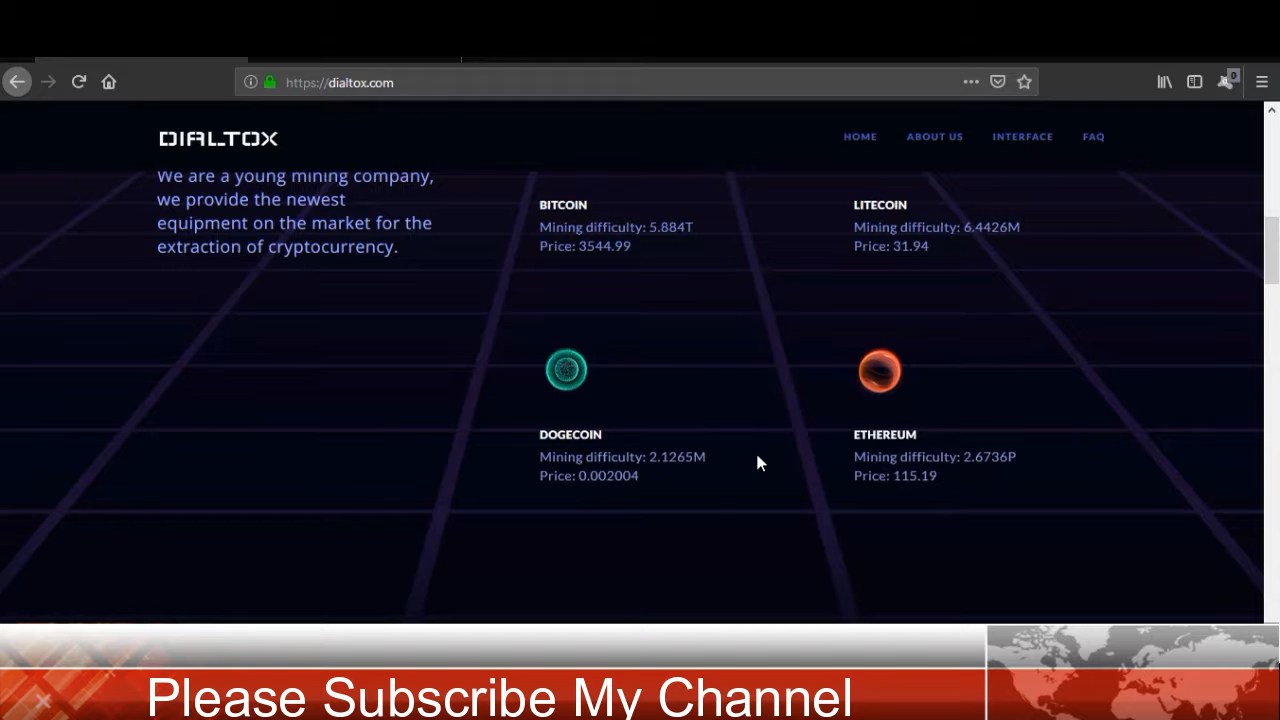 https://dialtox.com
0
DIALTOX
HOME
ABOUT US
INTERFACE
FAQ
We are a young mining company,
we provide the newest
equipment on the market for the
extraction of cryptocurrency.
BITCOIN
Mining difficulty: 5.884T
Price: 3544.99
LITECOIN
Mining difficulty: 6.4426M
Price: 31.94
DOGECOIN
Mining difficulty: 2.1265M
Price: 0.002004
ETHEREUM
Mining difficulty: 2.6736P
Price: 115.19
Please Subscribe My Channel